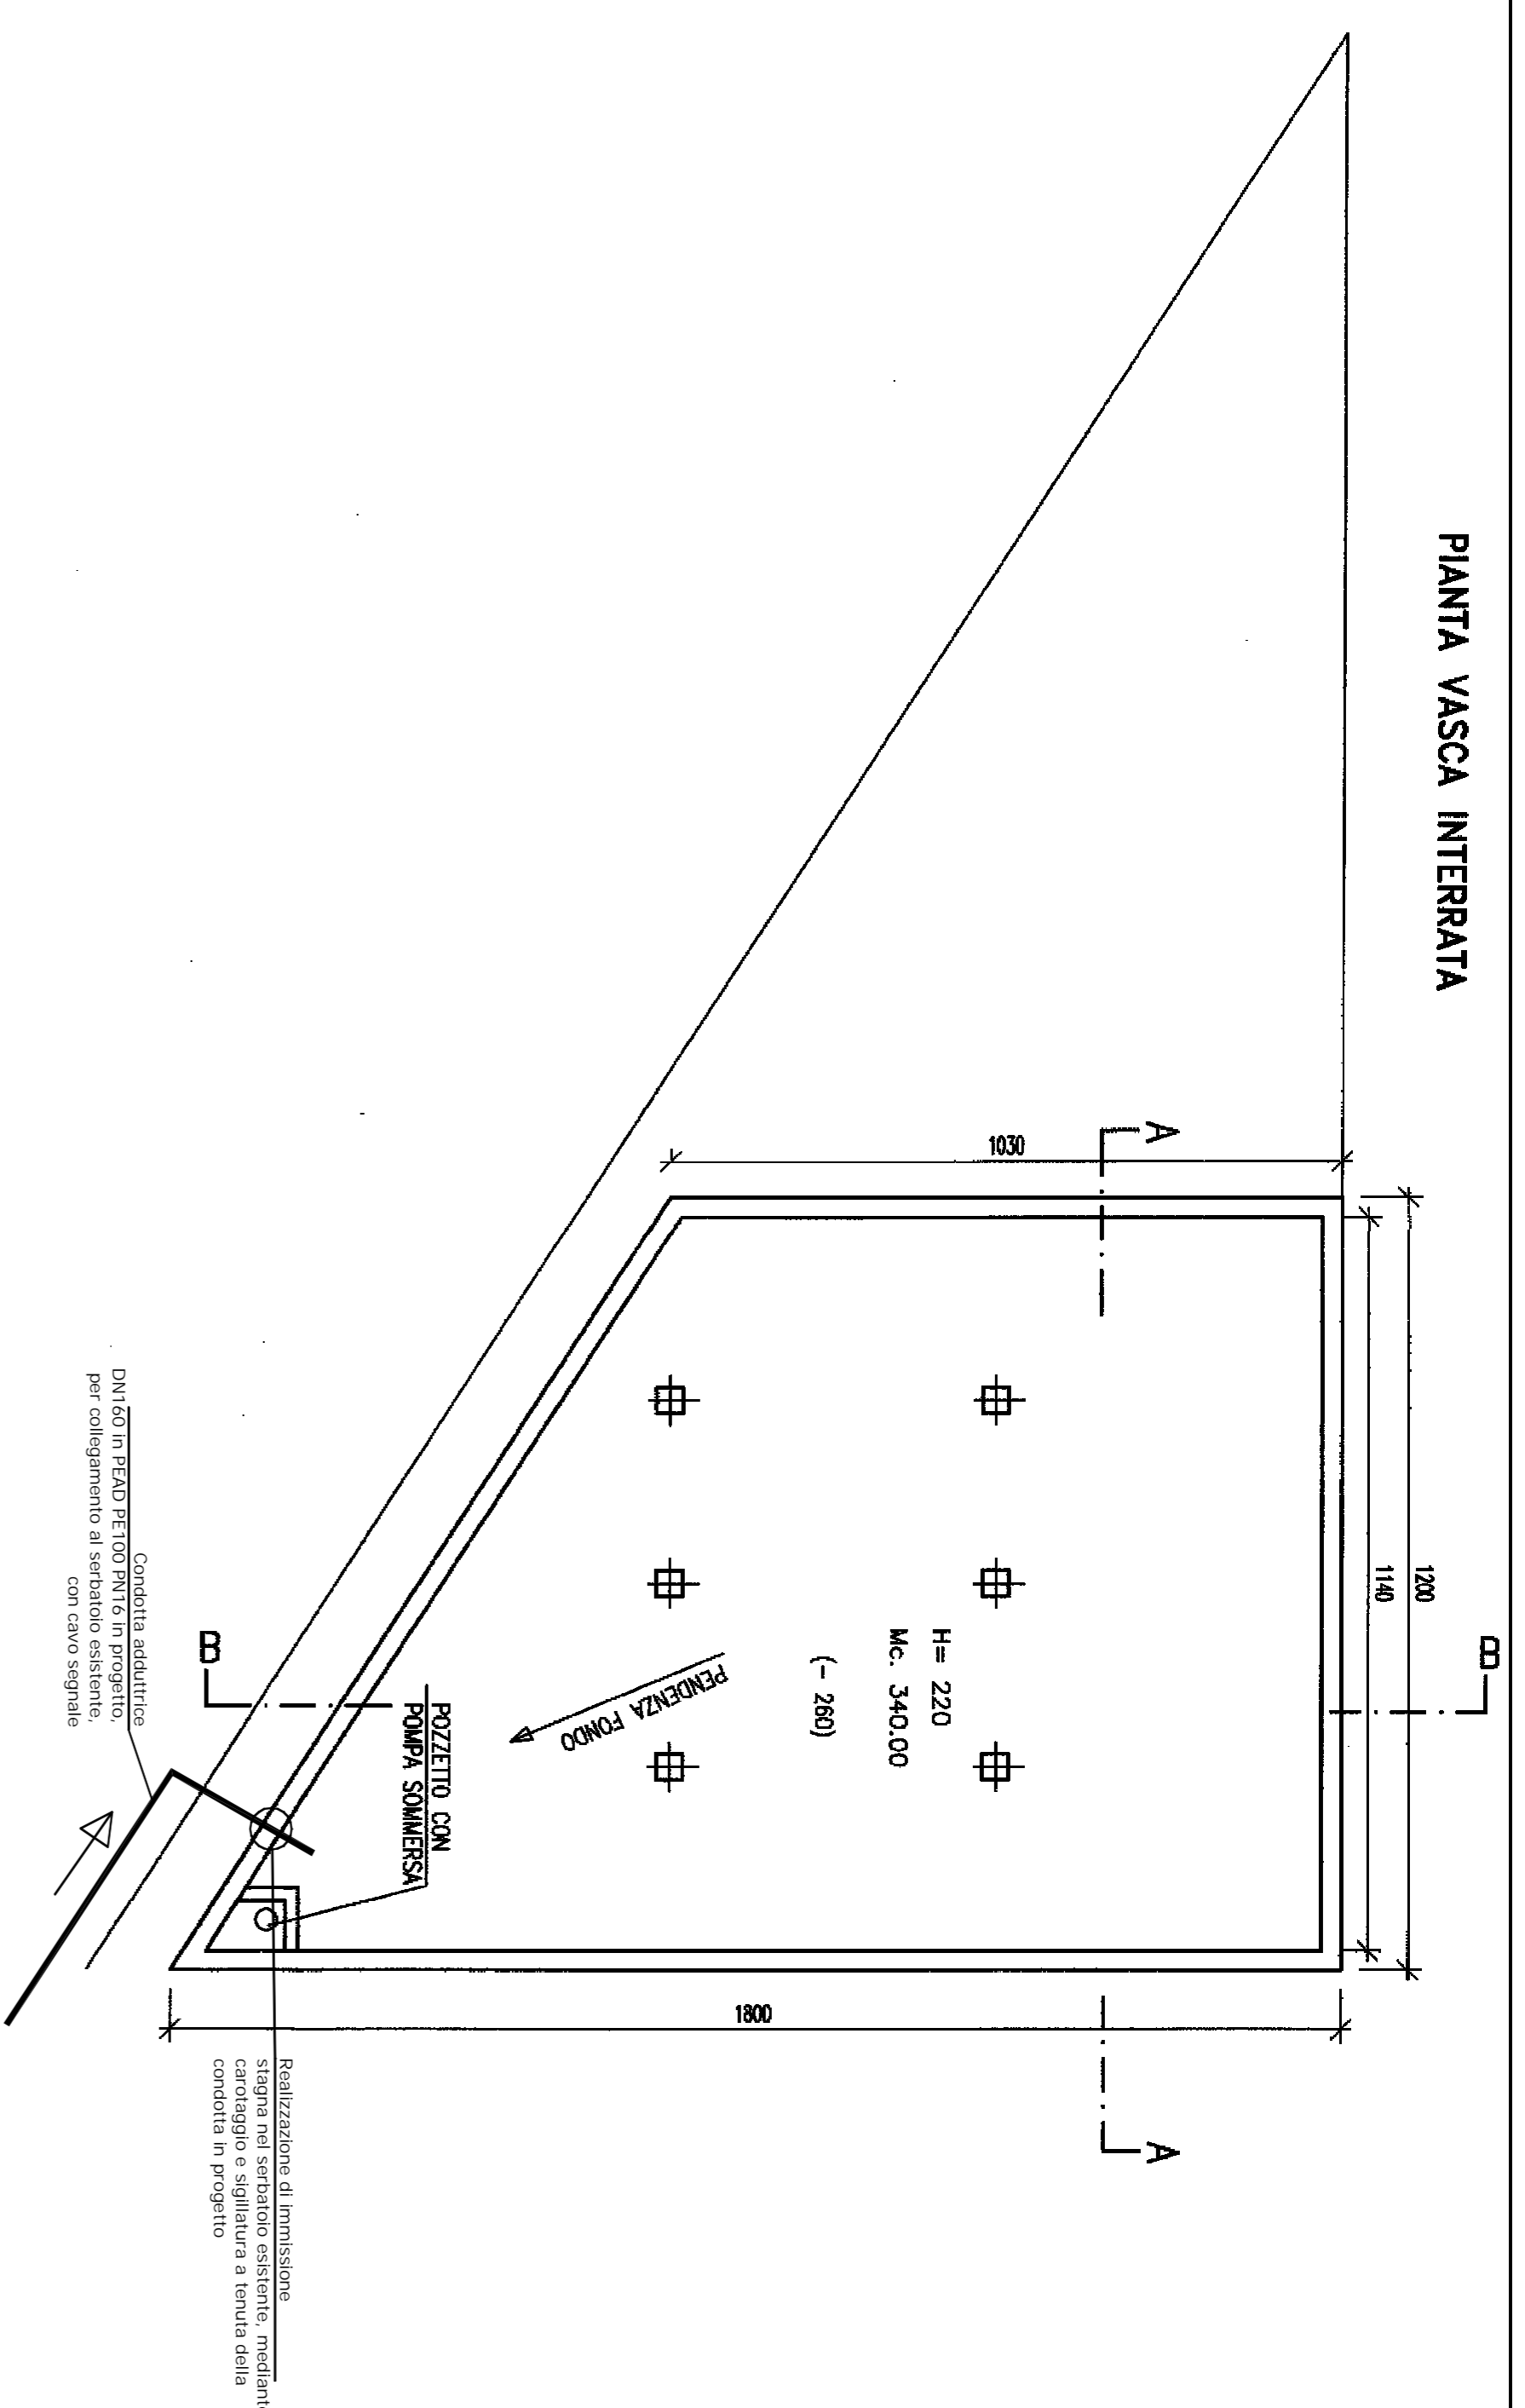 PIANTA VASCA INTERRATA
B
1200
1140
A
A
1030
H= 220
Mc. 340.00
(- 260)
PENDENZA FONDO
1800
POZZETTO CON
POMPA SOMMERSA
B
Realizzazione di immissione
stagna nel serbatoio esistente, mediant
carotaggio e sigillatura a tenuta della
condotta in progetto
Condotta adduttrice
DN160 in PEAD PE100 PN16 in progetto,
per collegamento al serbatoio esistente,
con cavo segnale